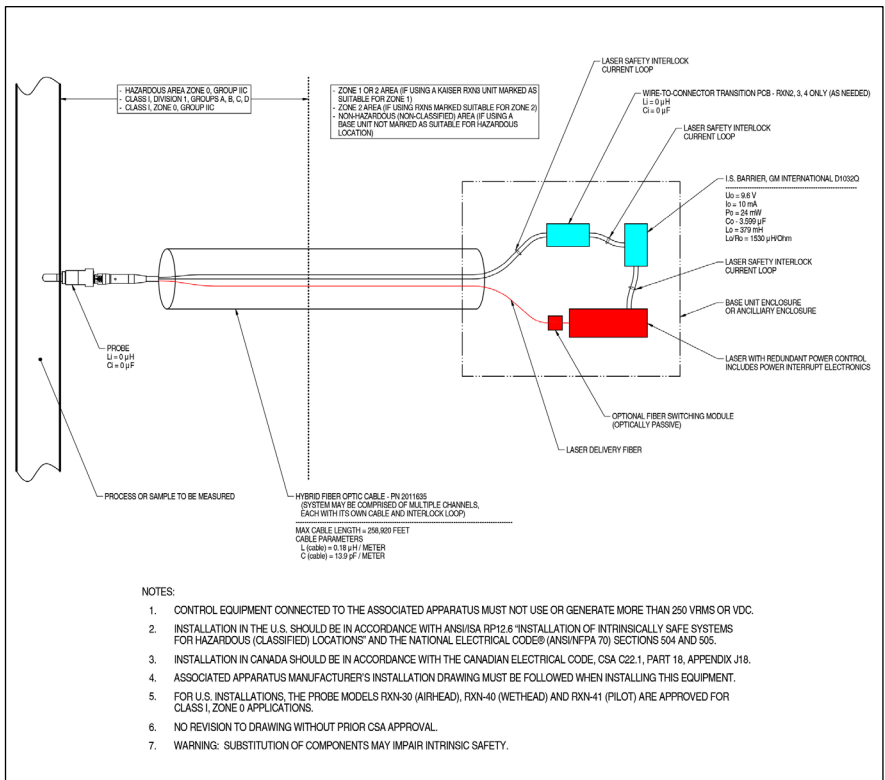 - HAZARDOUS AREA ZONE 0, GROUP IIC
- CLASS I, DIVISION 1, GROUPS A, B, C, D
- CLASS I, ZONE 0, GROUP IIC
- ZONE 1 OR 2 AREA (IF USING A KAISER RXN3 UNIT MARKED AS
SUITABLE FOR ZONE 1)
- ZONE 2 AREA (IF USING RXN5 MARKED SUITABLE FOR ZONE 2)
- NON-HAZARDOUS (NON-CLASSIFIED) AREA (IF USING A
BASE UNIT NOT MARKED AS SUITABLE FOR HAZARDOUS
LOCATION)
LASER SAFETY INTERLOCK
CURRENT LOOP
WIRE-TO-CONNECTOR TRANSITION PCB - RXN2, 3, 4 ONLY (AS NEEDED)
Li = 0 µH
Ci = 0 µF
LASER SAFETY INTERLOCK
CURRENT LOOP
I.S. BARRIER, GM INTERNATIONAL D1032Q
Uo = 9.6 V
Io = 10 mA
Po = 24 mW
Co - 3.599 µF
Lo = 379 mH
Lo/Ro = 1530 µH/Ohm
LASER SAFETY INTERLOCK
CURRENT LOOP
BASE UNIT ENCLOSURE
OR ANCILLIARY ENCLOSURE
PROBE
Li = 0 µH
Ci = 0 µF
LASER WITH REDUNDANT POWER CONTROL
INCLUDES POWER INTERRUPT ELECTRONICS
OPTIONAL FIBER SWITCHING MODULE
(OPTICALLY PASSIVE)
LASER DELIVERY FIBER
PROCESS OR SAMPLE TO BE MEASURED
HYBRID FIBER OPTIC CABLE - PN 2011635
(SYSTEM MAY BE COMPRISED OF MULTIPLE CHANNELS,
EACH WITH ITS OWN CABLE AND INTERLOCK LOOP)
MAX CABLE LENGTH = 258,920 FEET
CABLE PARAMETERS
L (cable) = 0.18 µH / METER
C (cable) = 13.9 pF / METER
NOTES:
1. CONTROL EQUIPMENT CONNECTED TO THE ASSOCIATED APPARATUS MUST NOT USE OR GENERATE MORE THAN 250 VRMS OR VDC.
2. INSTALLATION IN THE U.S. SHOULD BE IN ACCORDANCE WITH ANSI/ISA RP12.6 “INSTALLATION OF INTRINSICALLY SAFE SYSTEMS
FOR HAZARDOUS (CLASSIFIED) LOCATIONS” AND THE NATIONAL ELECTRICAL CODE® (ANSI/NFPA 70) SECTIONS 504 AND 505.
3. INSTALLATION IN CANADA SHOULD BE IN ACCORDANCE WITH THE CANADIAN ELECTRICAL CODE, CSA C22.1, PART 18, APPENDIX J18.
4. ASSOCIATED APPARATUS MANUFACTURER'S INSTALLATION DRAWING MUST BE FOLLOWED WHEN INSTALLING THIS EQUIPMENT.
5. FOR U.S. INSTALLATIONS, THE PROBE MODELS RXN-30 (AIRHEAD), RXN-40 (WETHEAD) AND RXN-41 (PILOT) ARE APPROVED FOR
CLASS I, ZONE 0 APPLICATIONS.
6. NO REVISION TO DRAWING WITHOUT PRIOR CSA APPROVAL.
7. WARNING: SUBSTITUTION OF COMPONENTS MAY IMPAIR INTRINSIC SAFETY.